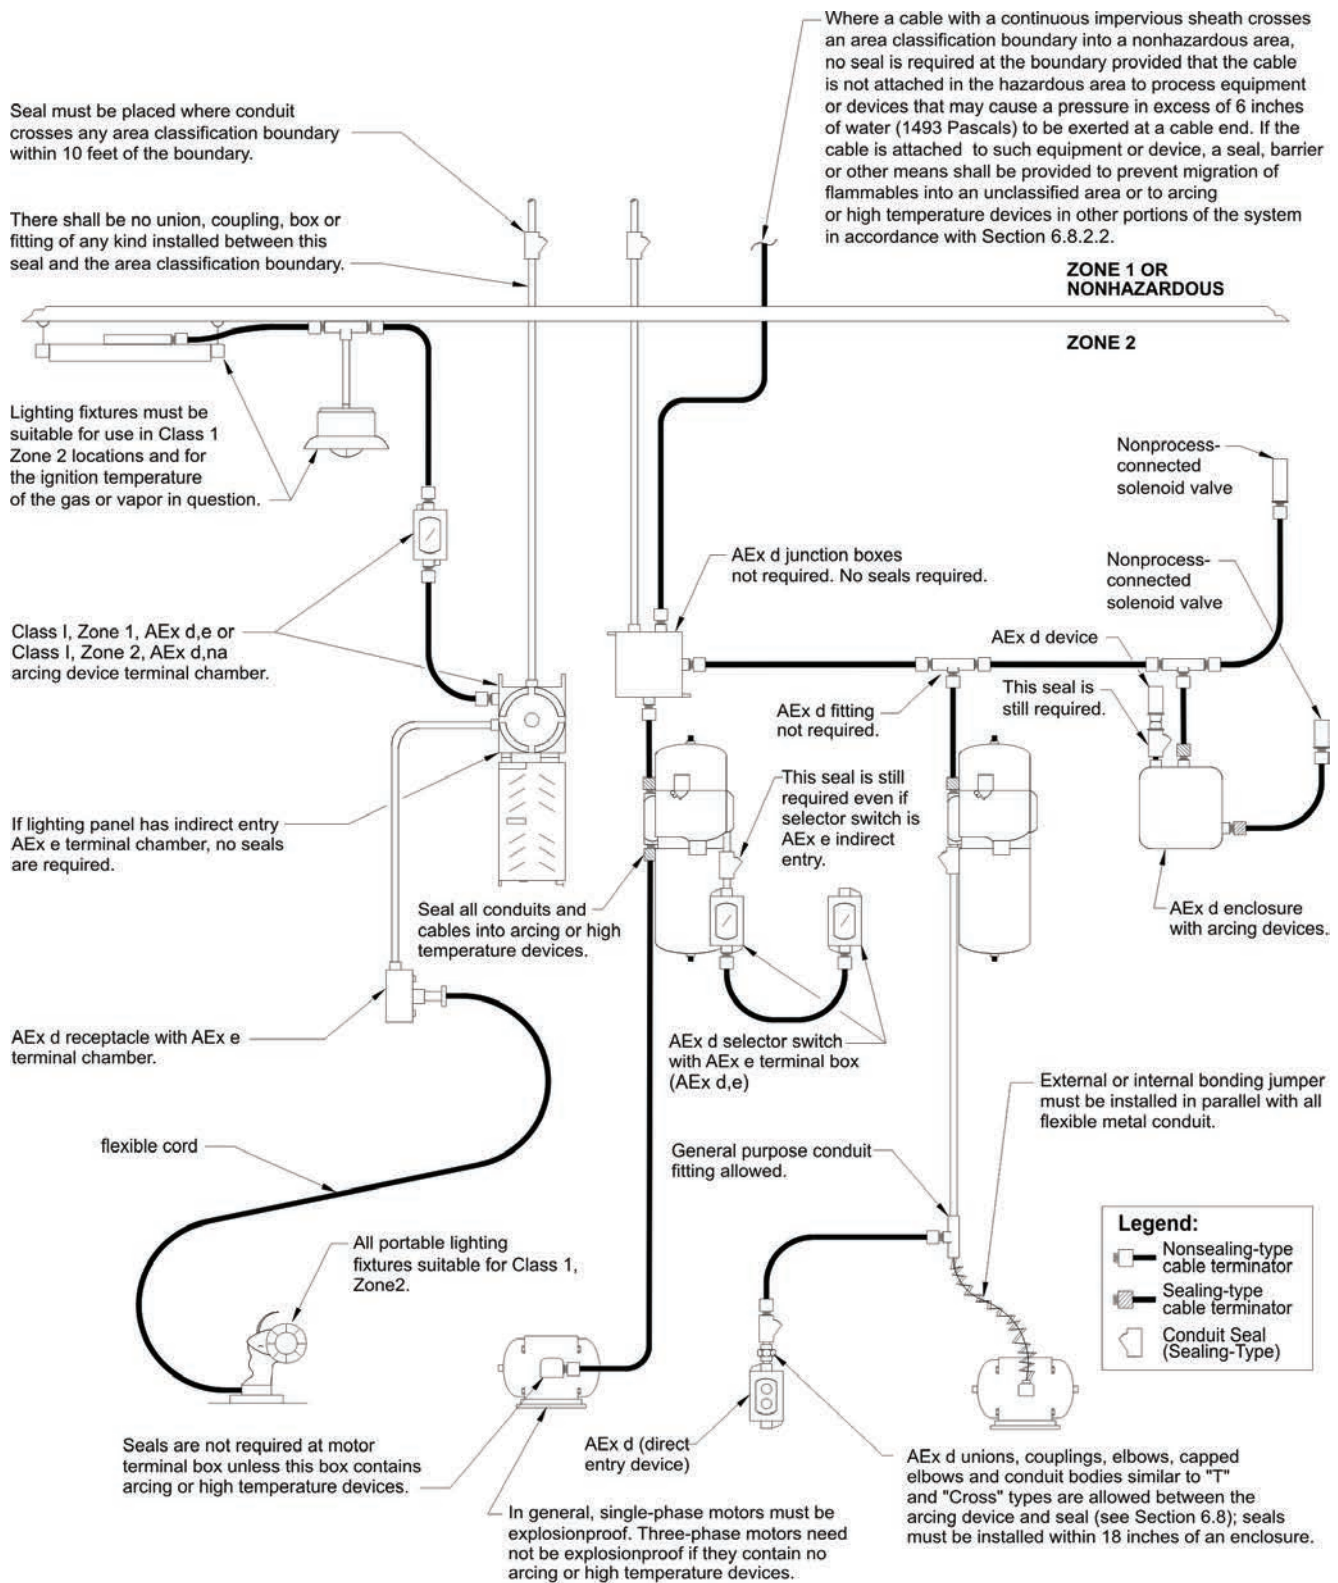 Where a cable with a continuous impervious sheath crosses
an area classification boundary into a nonhazardous area,
no seal is required at the boundary provided that the cable
is not attached in the hazardous area to process equipment
or devices that may cause a pressure in excess of 6 inches
of water (1493 Pascals) to be exerted at a cable end. If the
cable is attached to such equipment or device, a seal, barrier
or other means shall be provided to prevent migration of
flammables into an unclassified area or to arcing
or high temperature devices in other portions of the system
in accordance with Section 6.8.2.2.
Seal must be placed where conduit
crosses any area classification boundary
within 10 feet of the boundary.
There shall be no union, coupling, box or
fitting of any kind installed between this
seal and the area classification boundary.
ZONE 1 OR
NONHAZARDOUS
ZONE 2
Lighting fixtures must be
suitable for use in Class 1
Zone 2 locations and for
the ignition temperature
of the gas or vapor in question.
Nonprocess-
connected
solenoid valve
AEx d junction boxes
not required. No seals required.
Nonprocess-
connected
solenoid valve
Class I, Zone 1, AEx d,e or
Class I, Zone 2, AEx d,na
arcing device terminal chamber.
AEx d device
This seal is
still required.
AEx d fitting
not required.
This seal is still
required even if
selector switch is
AEx e indirect
entry.
If lighting panel has indirect entry
AEx e terminal chamber, no seals
are required.
Seal all conduits and
cables into arcing or high
temperature devices.
AEx d enclosure
with arcing devices.
AEx d receptacle with AEx e
terminal chamber.
AEx d selector switch
with AEx e terminal box
(AEx d,e)
External or internal bonding jumper
must be installed in parallel with all
flexible metal conduit.
flexible cord
General purpose conduit
fitting allowed.
Legend:
Nonsealing-type
cable terminator
Sealing-type
cable terminator
Conduit Seal
(Sealing-Type)
All portable lighting
fixtures suitable for Class 1,
Zone2.
Seals are not required at motor
terminal box unless this box contains
arcing or high temperature devices.
AEx d (direct
entry device)
AEx d unions, couplings, elbows, capped
elbows and conduit bodies similar to "T"
and "Cross" types are allowed between the
arcing device and seal (see Section 6.8); seals
must be installed within 18 inches of an enclosure.
In general, single-phase motors must be
explosionproof. Three-phase motors need
not be explosionproof if they contain no
arcing or high temperature devices.